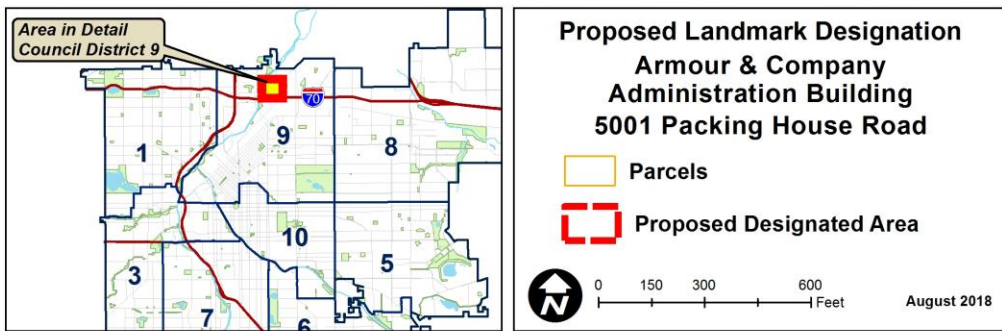 Area in Detail
Council District 9
70
1
9
8
10
5
3
7
6
Proposed Landmark Designation
Armour & Company
Administration Building
5001 Packing House Road
Parcels
Proposed Designated Area
N
0 150 300 600
Feet
August 2018